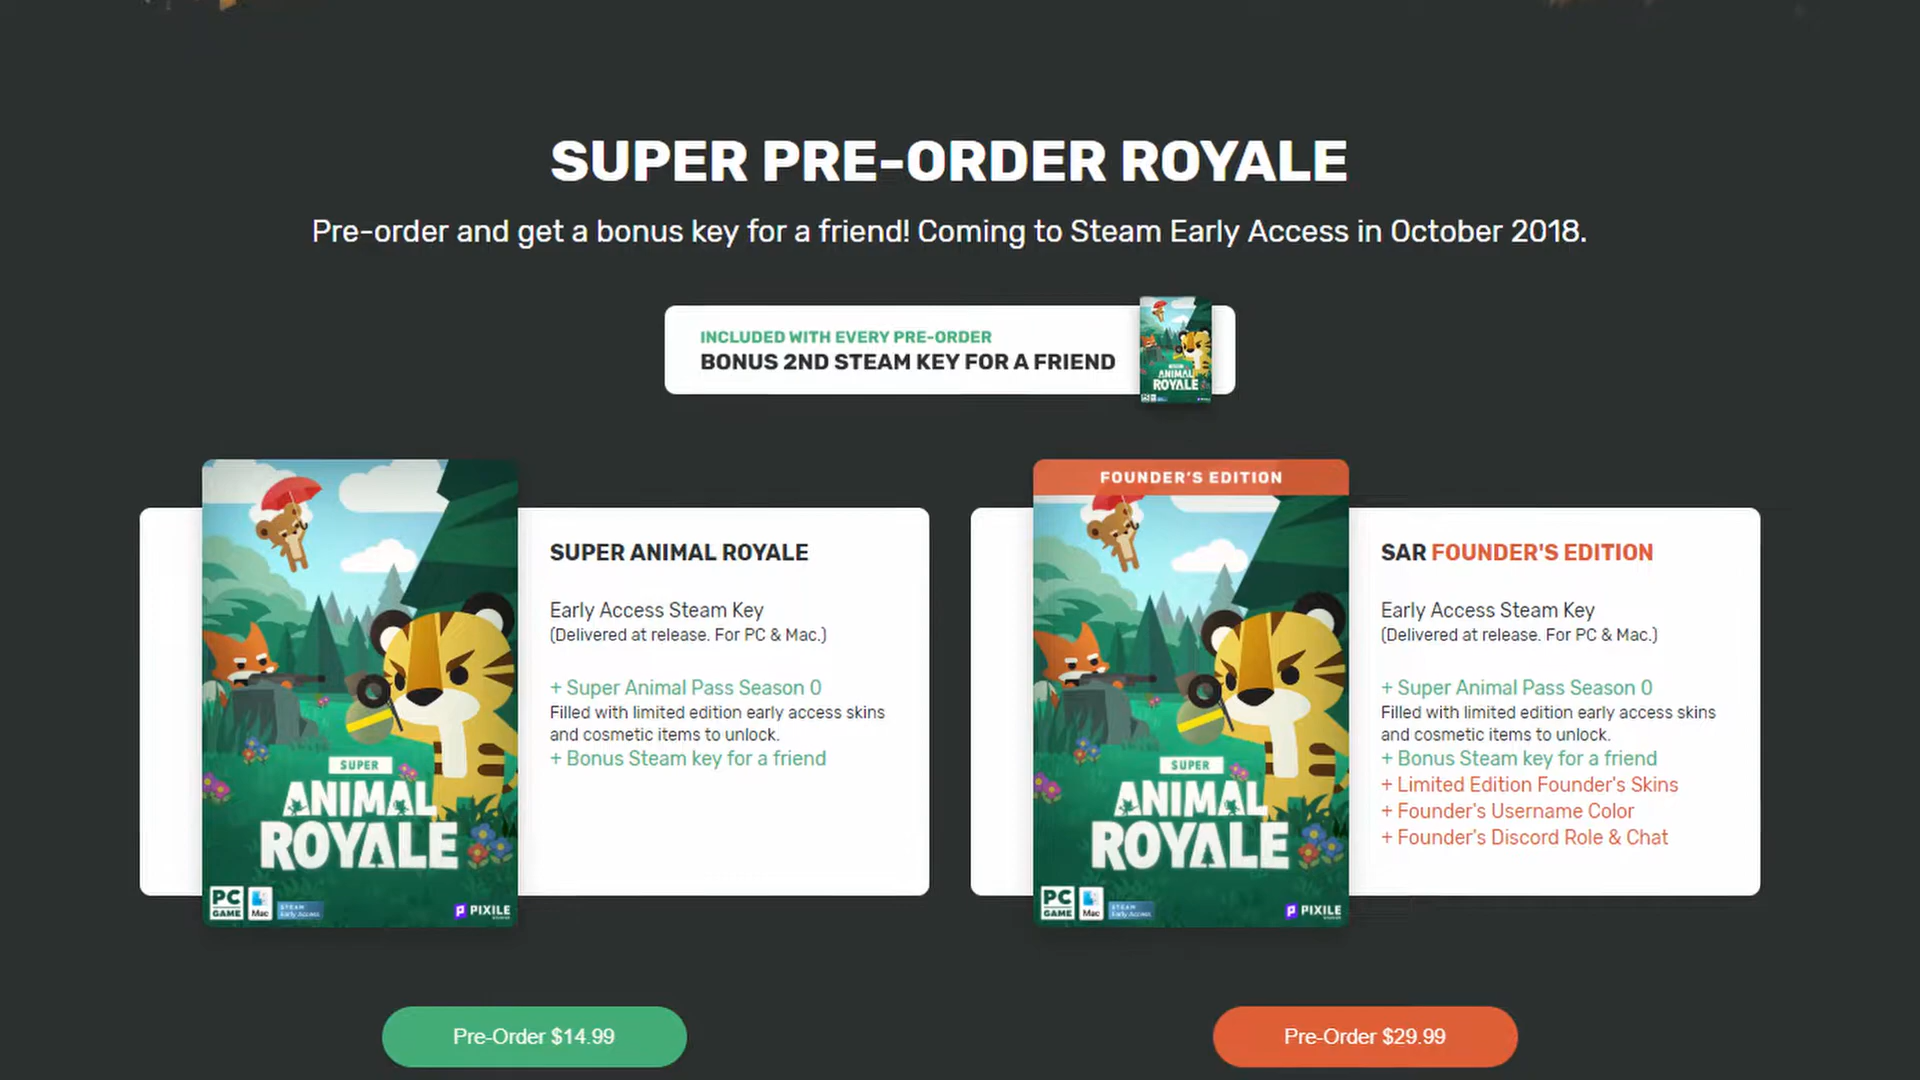 SUPER PRE-ORDER ROYALE
Pre-order and get a bonus key for a friend! Coming to Steam Early Access in October 2018.
INCLUDED WITH EVERY PRE-ORDER
BONUS 2ND STEAM KEY FOR A FRIEND
SUPER
ANIMAL
ROYALE
SUPER
ANIMAL
ROYALE
PC
GAME
Mac
STEAM
Early Access
PIXILE
SUPER ANIMAL ROYALE
Early Access Steam Key
(Delivered at release. For PC & Mac.)
+ Super Animal Pass Season 0
Filled with limited edition early access skins
and cosmetic items to unlock.
+ Bonus Steam key for a friend
Pre-Order $14.99
FOUNDER'S EDITION
SUPER
ANIMAL
ROYALE
PC
GAME
Mac
STEAM
Early Access
PIXILE
SAR FOUNDER'S EDITION
Early Access Steam Key
(Delivered at release. For PC & Mac.)
+ Super Animal Pass Season 0
Filled with limited edition early access skins
and cosmetic items to unlock.
+ Bonus Steam key for a friend
+ Limited Edition Founder's Skins
+ Founder's Username Color
+ Founder's Discord Role & Chat
Pre-Order $29.99